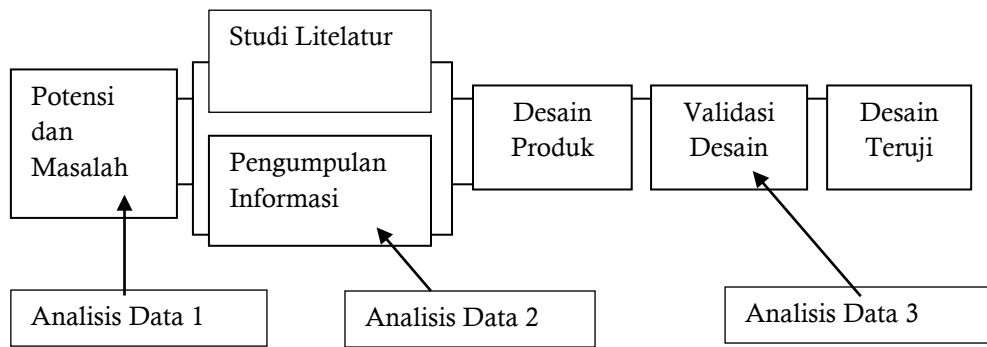 Studi Litelatur
Potensi
dan
Masalah
Pengumpulan
Informasi
Desain
Produk
Validasi
Desain
Desain
Teruji
Analisis Data 1
Analisis Data 2
Analisis Data 3